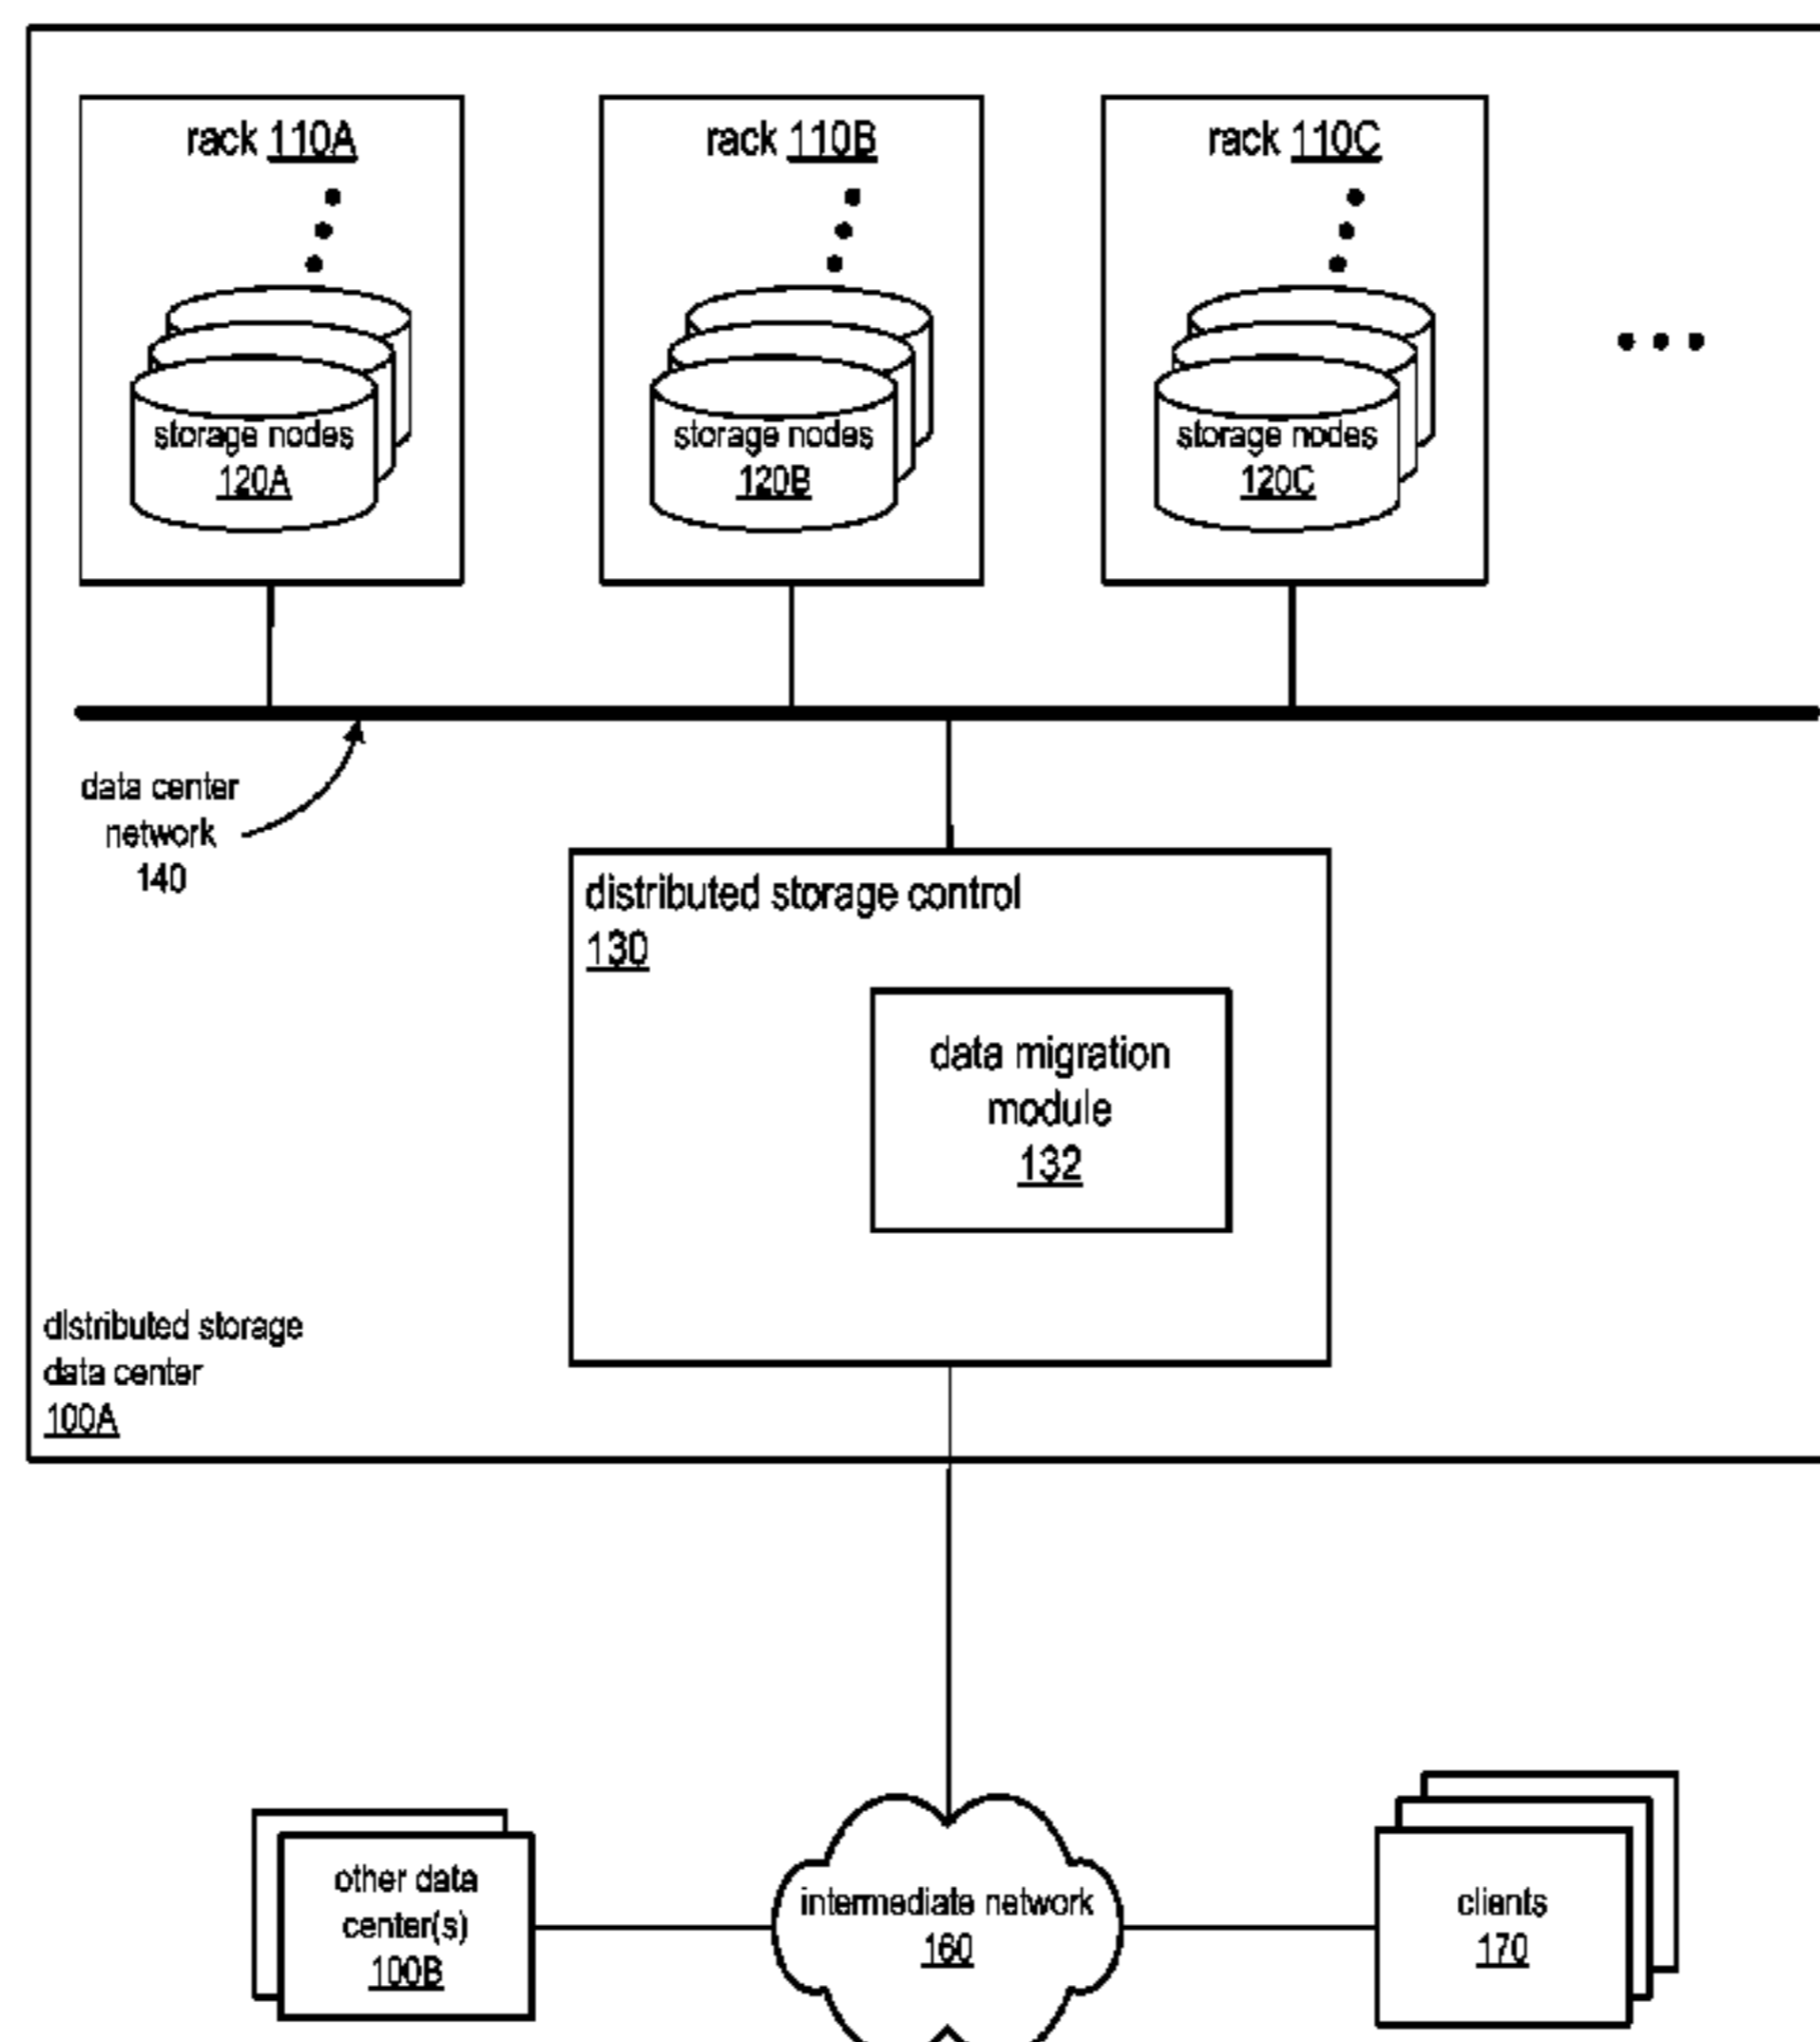 rack 110A
rack 110B
rack 110C
storage nodes
120A
storage nodes
120B
storage nodes
120C
data center
network
140
distributed storage control
130
data migration
module
132
distributed storage
data center
100A
other data
center(s)
100B
intermediate network
160
clients
170